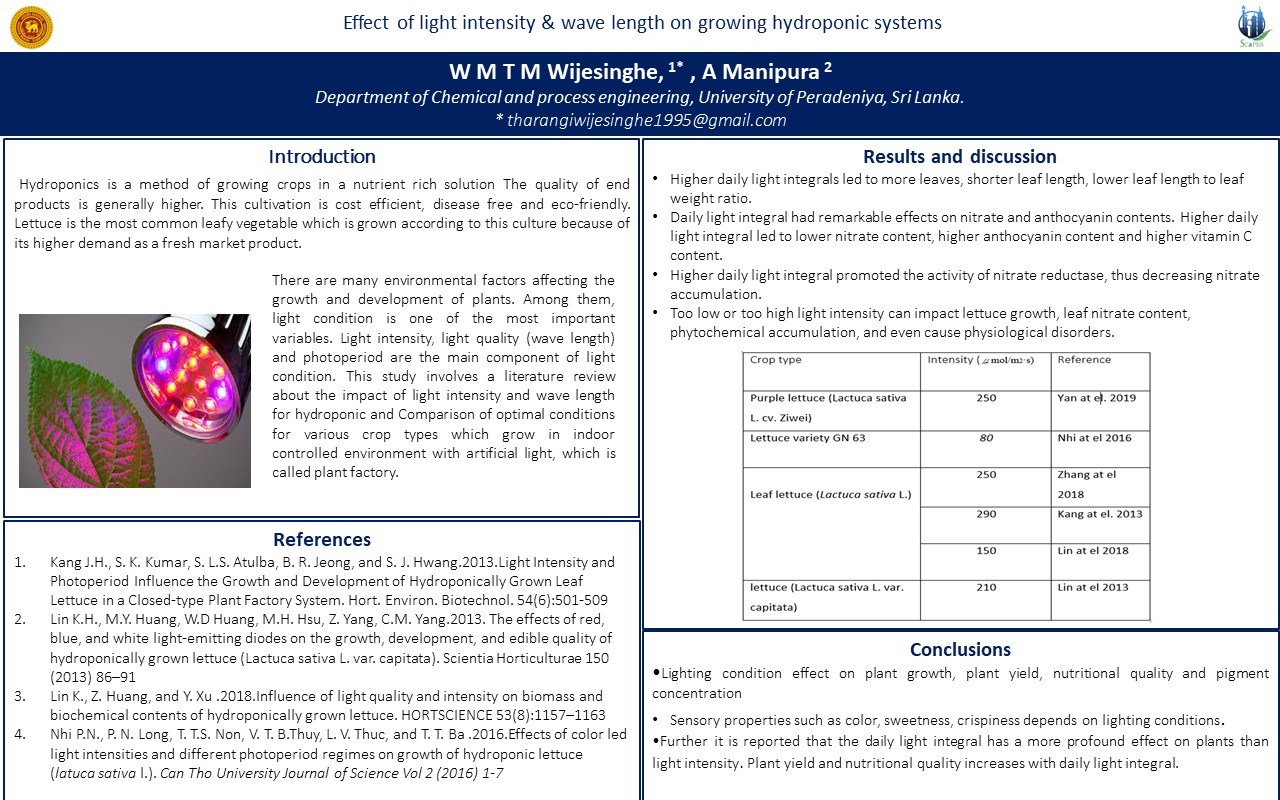 Effect of light intensity & wave length on growing hydroponic systems
SCAPES
W M T M Wijesinghe, 1* , A Manipura 2
Department of Chemical and process engineering, University of Peradeniya, Sri Lanka.
* tharangiwijesinghe1995@gmail.com
Introduction
Hydroponics is a method of growing crops in a nutrient rich solution The quality of end
products is generally higher. This cultivation is cost efficient, disease free and eco-friendly.
Lettuce is the most common leafy vegetable which is grown according to this culture because of
its higher demand as a fresh market product.
There are many environmental factors affecting the
growth and development of plants. Among them,
light condition is one of the most important
variables. Light intensity, light quality (wave length)
and photoperiod are the main component of light
condition. This study involves a literature review
about the impact of light intensity and wave length
for hydroponic and Comparison of optimal conditions
for various crop types which grow in indoor
controlled environment with artificial light, which is
called plant factory.
References
1. Kang J.H., S. K. Kumar, S. L.S. Atulba, B. R. Jeong, and S. J. Hwang.2013.Light Intensity and
Photoperiod Influence the Growth and Development of Hydroponically Grown Leaf
Lettuce in a Closed-type Plant Factory System. Hort. Environ. Biotechnol. 54(6):501-509
2. Lin K.H., M.Y. Huang, W.D Huang, M.H. Hsu, Z. Yang, C.M. Yang.2013. The effects of red,
blue, and white light-emitting diodes on the growth, development, and edible quality of
hydroponically grown lettuce (Lactuca sativa L. var. capitata). Scientia Horticulturae 150
(2013) 86–91
3. Lin K., Z. Huang, and Y. Xu .2018.Influence of light quality and intensity on biomass and
biochemical contents of hydroponically grown lettuce. HORTSCIENCE 53(8):1157–1163
4. Nhi P.N., P. N. Long, T. T.S. Non, V. T. B.Thuy, L. V. Thuc, and T. T. Ba .2016.Effects of color led
light intensities and different photoperiod regimes on growth of hydroponic lettuce
(latuca sativa l.). Can Tho University Journal of Science Vol 2 (2016) 1-7
Results and discussion
• Higher daily light integrals led to more leaves, shorter leaf length, lower leaf length to leaf
weight ratio.
• Daily light integral had remarkable effects on nitrate and anthocyanin contents. Higher daily
light integral led to lower nitrate content, higher anthocyanin content and higher vitamin C
content.
• Higher daily light integral promoted the activity of nitrate reductase, thus decreasing nitrate
accumulation.
• Too low or too high light intensity can impact lettuce growth, leaf nitrate content,
phytochemical accumulation, and even cause physiological disorders.
Crop type Intensity (μ mol/m2·s) Reference
Purple lettuce (Lactuca sativa 250 Yan at el. 2019
L. cv. Ziwei)
Lettuce variety GN 63 80 Nhi at el 2016
250 Zhang at el
Leaf lettuce (Lactuca sativa L.) 2018
290 Kang at el. 2013
150 Lin at el 2018
lettuce (Lactuca sativa L. var. 210 Lin at el 2013
capitata)
Conclusions
•Lighting condition effect on plant growth, plant yield, nutritional quality and pigment
concentration
• Sensory properties such as color, sweetness, crispiness depends on lighting conditions.
•Further it is reported that the daily light integral has a more profound effect on plants than
light intensity. Plant yield and nutritional quality increases with daily light integral.